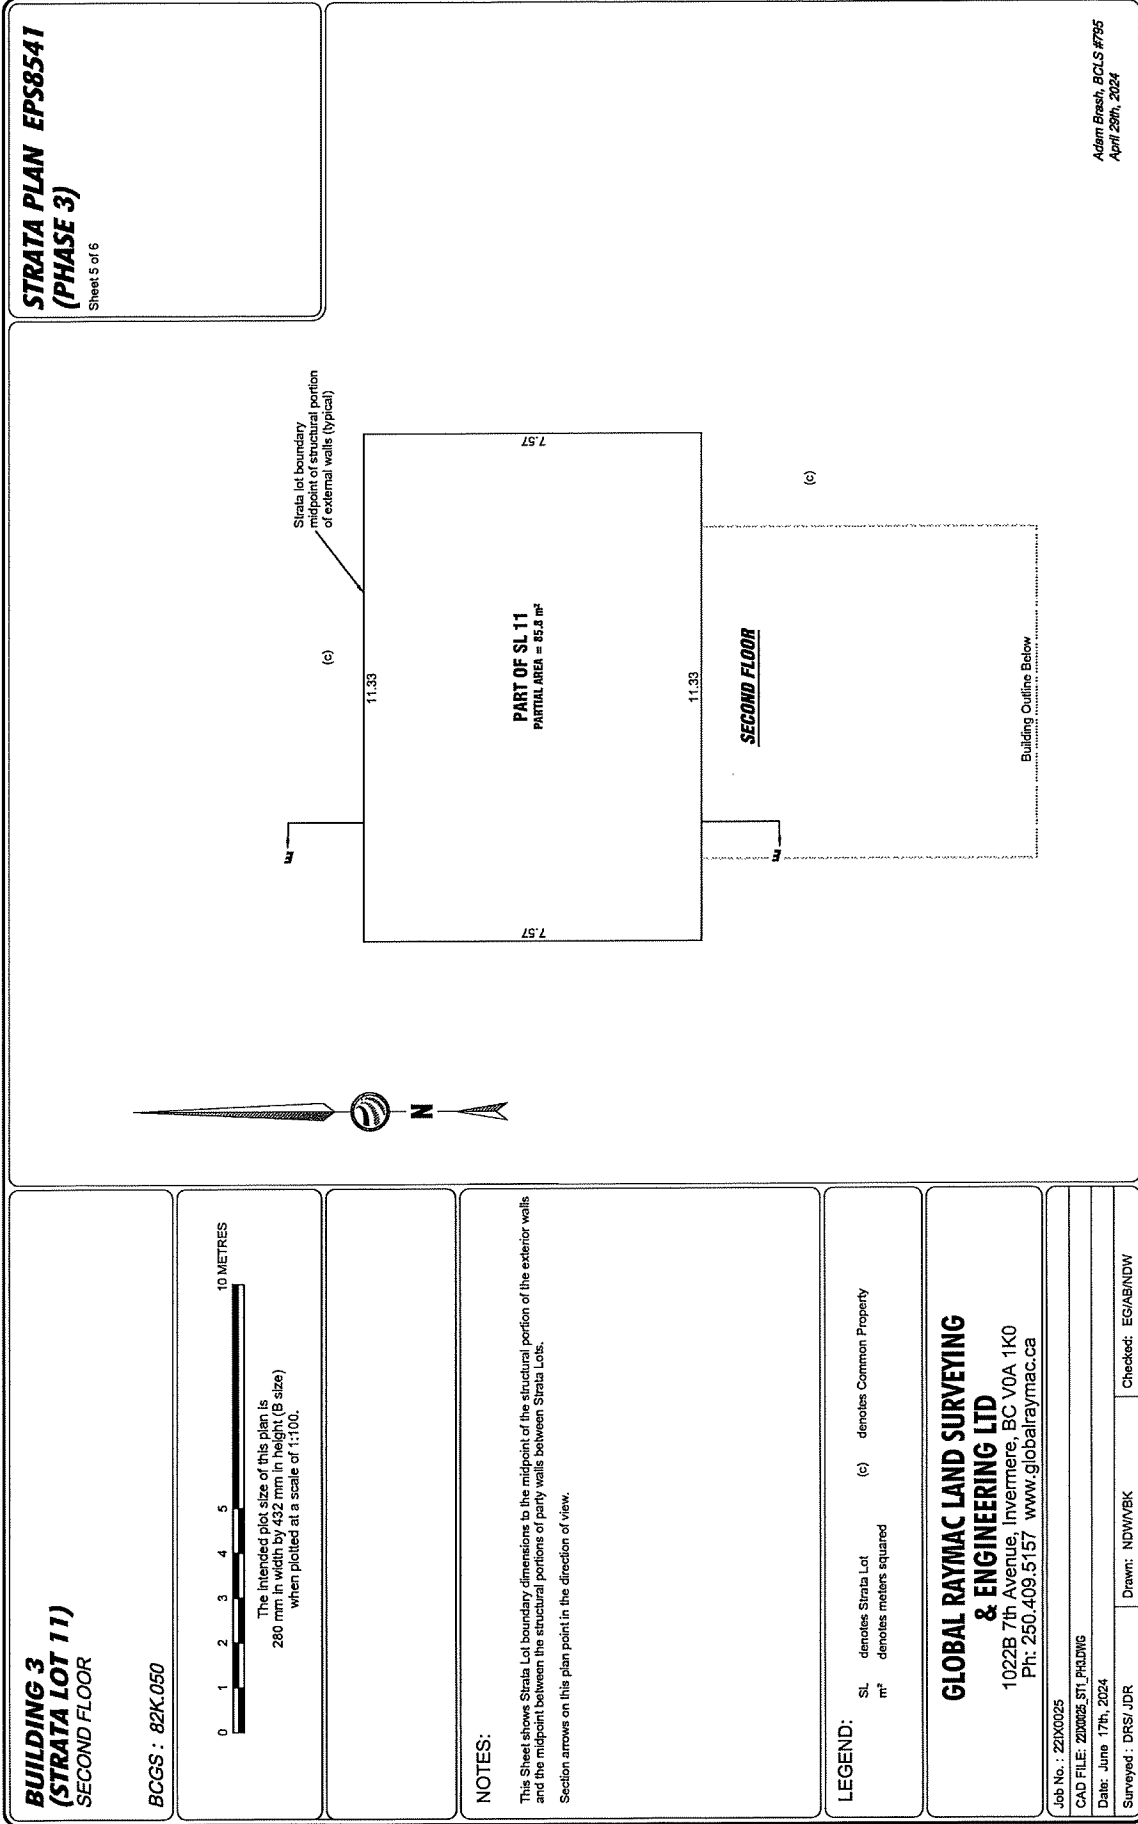 BUILDING 3
(STRATA LOT 11)
SECOND FLOOR
BCGS : 82K.050
STRATA PLAN EPS8541
(PHASE 3)
Sheet 5 of 6
0 1 2 3 4 5 10 METRES
The intended plot size of this plan is
280 mm in width by 432 mm in height (B size)
when plotted at a scale of 1:100.
N
Strata lot boundary
midpoint of structural portion
of external walls (typical)
(c)
E
11.33
7.57
7.57
PART OF SL 11
PARTIAL AREA = 85.8 m²
11.33
SECOND FLOOR
E
(c)
Building Outline Below
NOTES:
This Sheet shows Strata Lot boundary dimensions to the midpoint of the structural portion of the exterior walls
and the midpoint between the structural portions of party walls between Strata Lots.
Section arrows on this plan point in the direction of view.
LEGEND:
SL denotes Strata Lot (c) denotes Common Property
m² denotes meters squared
GLOBAL RAYMAC LAND SURVEYING
& ENGINEERING LTD
1022B 7th Avenue, Invermere, BC V0A 1K0
Ph: 250.409.5157 www.globalraymac.ca
Job No. : 22IX0025
CAD FILE: 22IX0025_ST1_PH3.DWG
Date: June 17th, 2024
Surveyed : DRS/ JDR Drawn: NDW/VBK Checked: EG/AB/NDW
Adam Brash, BCLS #795
April 29th, 2024